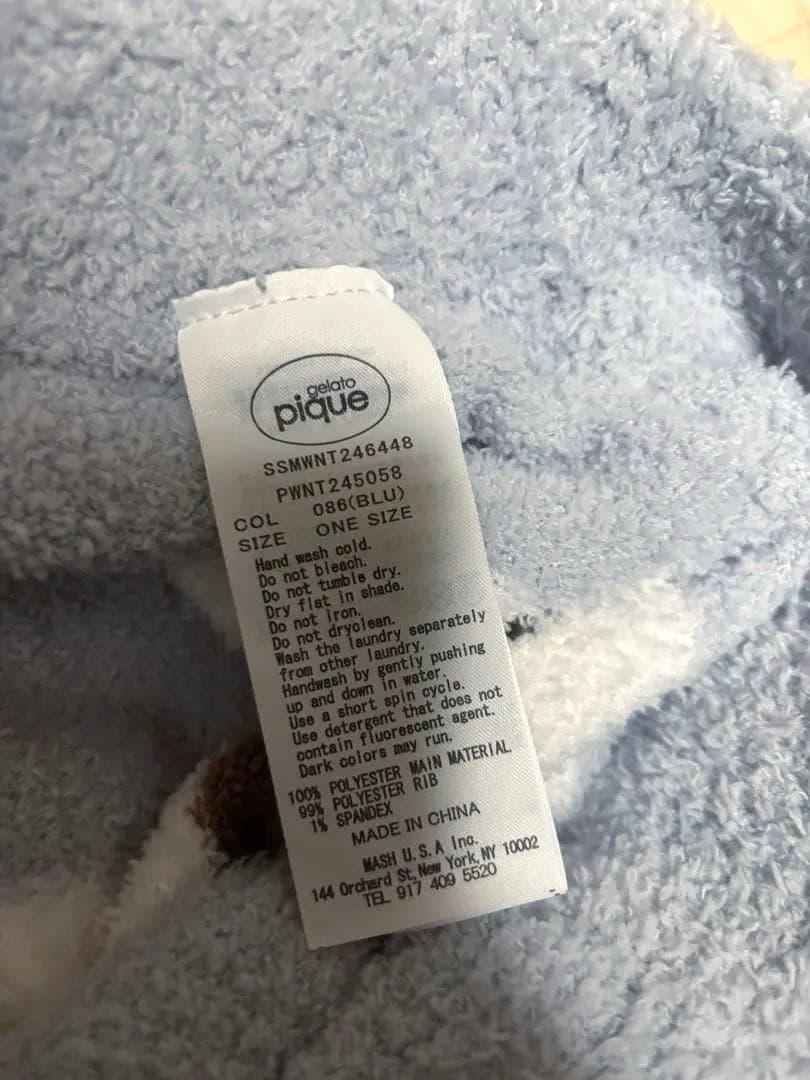 gelato
pique
SSMWNT246448
PWNT245058
COL 086(BLU)
SIZE ONE SIZE
Hand wash cold.
Do not bleach.
Do not tumble dry.
Dry flat in shade.
Do not iron.
Do not dryclean.
Wash the laundry separately
from other laundry.
Handwash by gently pushing
up and down in water.
Use a short spin cycle.
Use detergent that does not
contain fluorescent agent.
Dark colors may run.
100% POLYESTER MAIN MATERIAL
99% POLYESTER RIB
1% SPANDEX
MADE IN CHINA
MASH U.S.A Inc.
144 Orchard St, New York, NY 10002
TEL 917 409 5520